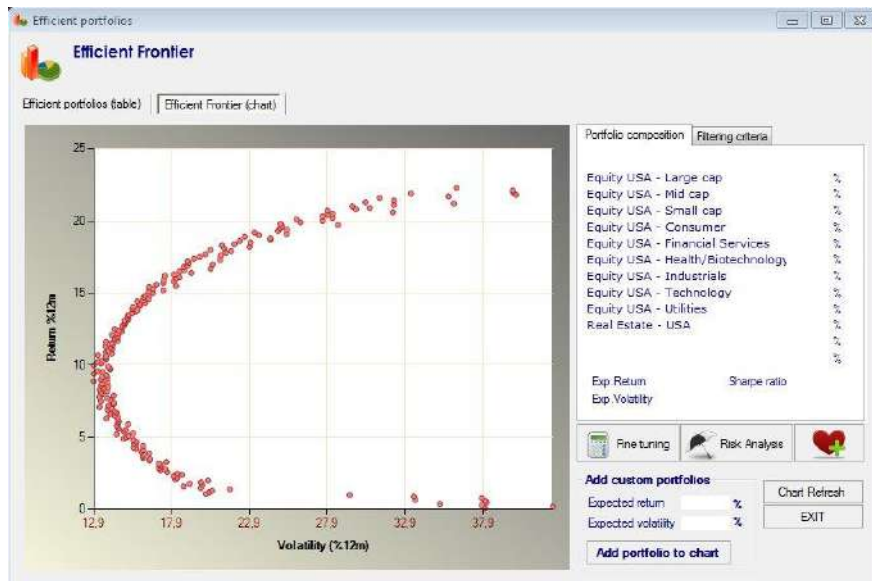 Efficient portfolios
Efficient Frontier
Efficient portfolios (table)
Efficient Frontier (chart)
25
20
15
10
5
0
Return %12m
12,9 17,9 22,9 27,9 32,9 37,9
Volatility (%12m)
Portfolio composition Filtering criteria
Equity USA - Large cap %
Equity USA - Mid cap %
Equity USA - Small cap %
Equity USA - Consumer %
Equity USA - Financial Services %
Equity USA - Health/Biotechnology %
Equity USA - Industrials %
Equity USA - Technology %
Equity USA - Utilities %
Real Estate - USA %
%
%
Exp.Return Sharpe ratio
Exp.Volatility
Fine tuning Risk Analysis
Add custom portfolios
Expected return %
Expected volatility %
Add portfolio to chart
Chart Refresh
EXIT